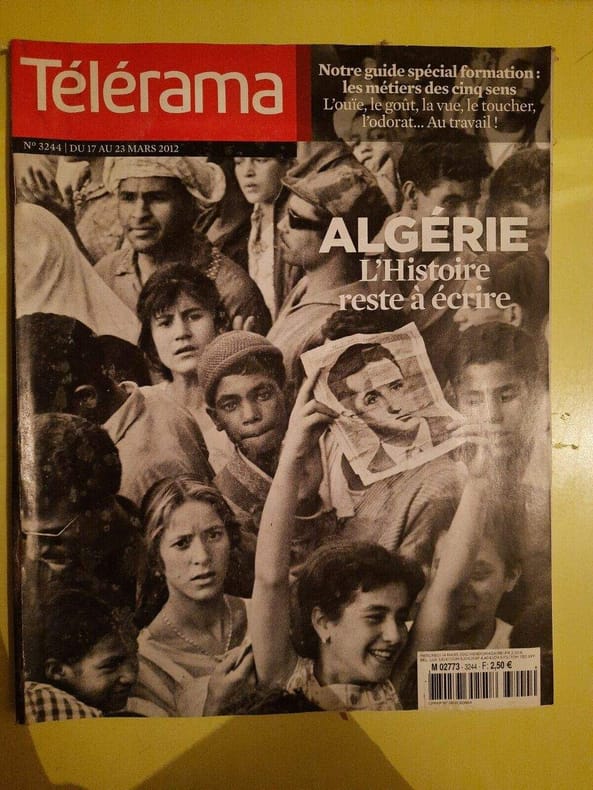 Télérama
Notre guide spécial formation :
les métiers des cinq sens
L'ouïe, le goût, la vue, le toucher,
l'odorat... Au travail !
Nº 3244 | DU 17 AU 23 MARS 2012
ALGÉRIE
L'Histoire
reste à écrire
M 02773 - 3244 - F: 2,50 €